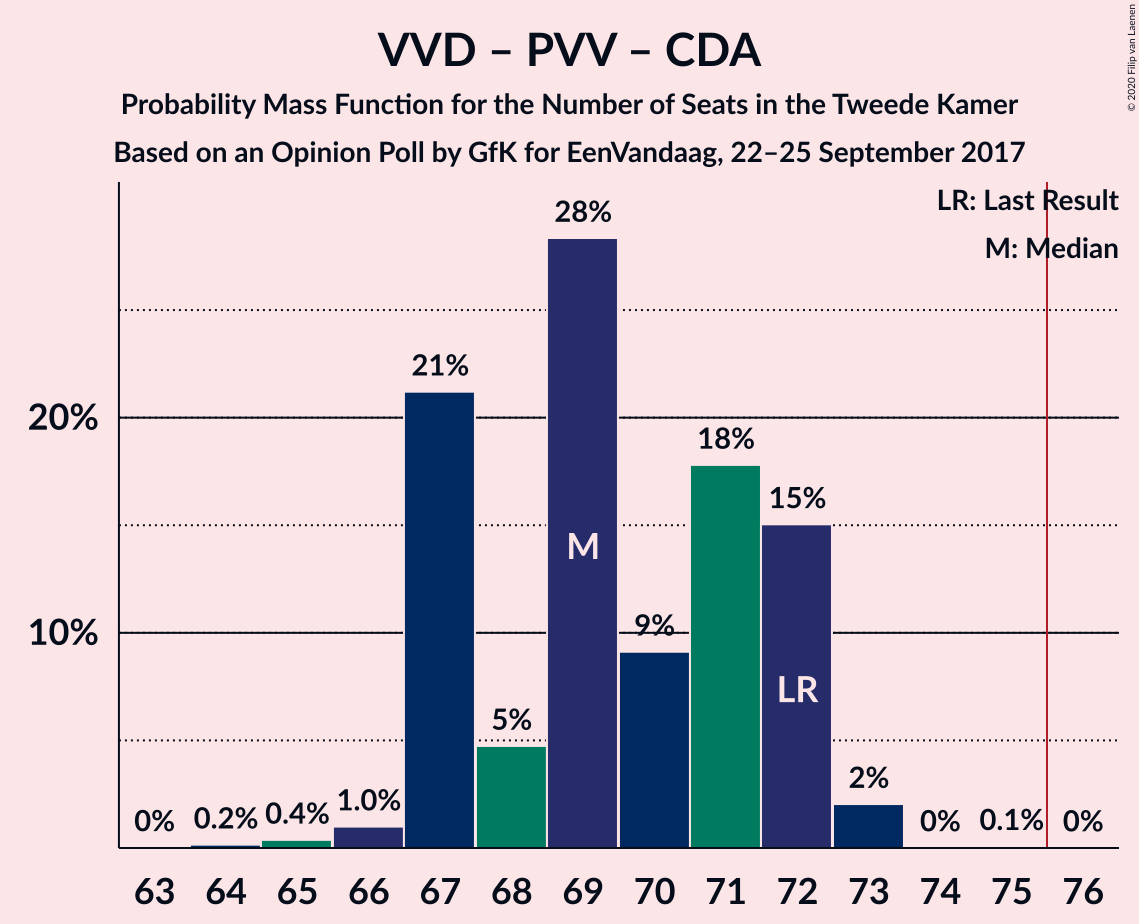 © 2020 Filip van Laenen
VVD – PVV – CDA
Probability Mass Function for the Number of Seats in the Tweede Kamer
Based on an Opinion Poll by GfK for EenVandaag, 22–25 September 2017
LR: Last Result
M: Median
28%
21%
20%
18%
15%
M
10%
9%
LR
5%
2%
1.0%
0% 0.2% 0.4% 0% 0.1% 0%
63 64 65 66 67 68 69 70 71 72 73 74 75 76